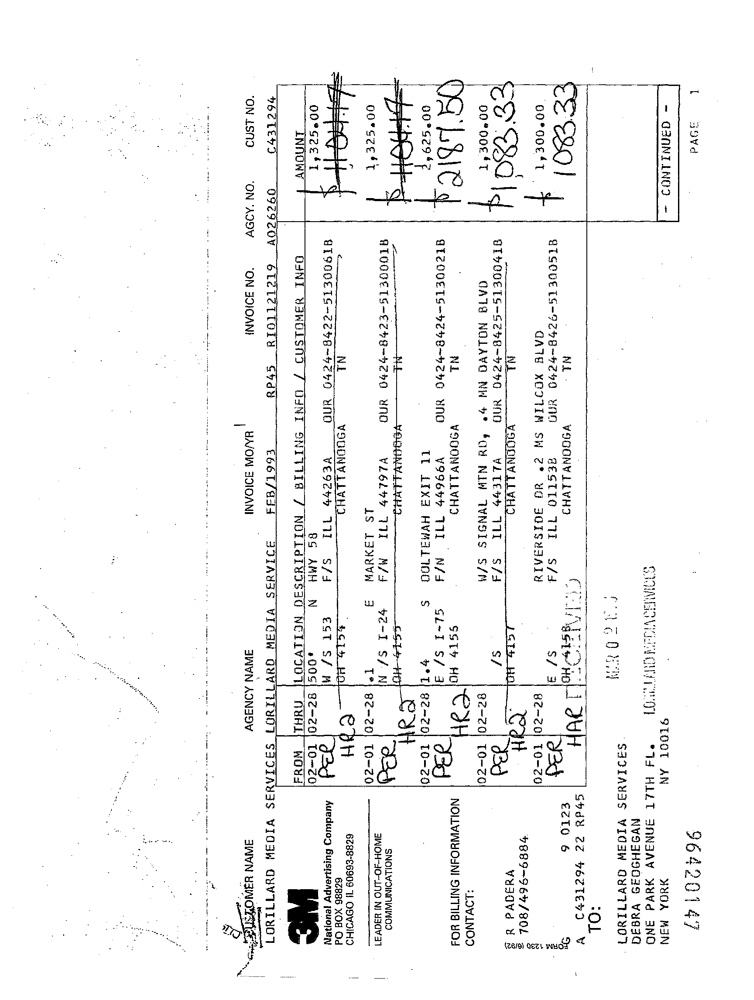 CUSTOMER NAME AGENCY NAME INVOICE MO/YR INVOICE NO. AGCY. NO. CUST NO.
LORILLARD MEDIA SERVICES LORILLARD MEDIA SERVICE FEB/1993 RP45 RI01121219 A026260 C431294
3M
National Advertising Company
PO BOX 98829
CHICAGO IL 60693-8829
LEADER IN OUT-OF-HOME
COMMUNICATIONS
FOR BILLING INFORMATION
CONTACT:
R PADERA
708/496-6884
FORM 1230 (6/92)
G 9 0123
A C431294 22 RP45
TO:
LORILLARD MEDIA SERVICES
DEBRA GEOGHEGAN
ONE PARK AVENUE 17TH FL.
NEW YORK NY 10016
FROM THRU LOCATION DESCRIPTION / BILLING INFO / CUSTOMER INFO AMOUNT
02-01 02-28 500' N HWY 58 1,325.00
PER HR2 W /S 153 F/S ILL 44263A OUR 0424-8422-5130061B $ 1104.17
OH 4154 CHATTANOOGA TN
02-01 02-28 .1 E MARKET ST 1,325.00
PER HR2 N /S I-24 F/W ILL 44797A OUR 0424-8423-5130001B $ 1104.17
OH 4155 CHATTANOOGA TN
02-01 02-28 1.4 S OOLTEWAH EXIT 11 2,625.00
PER HR2 E /S I-75 F/N ILL 44966A OUR 0424-8424-5130021B $ 2187.50
OH 4156 CHATTANOOGA TN
02-01 02-28 W/S SIGNAL MTN RD, .4 MN DAYTON BLVD 1,300.00
PER HR2 /S F/S ILL 44317A OUR 0424-8425-5130041B $1,083.33
OH 4157 CHATTANOOGA TN
02-01 02-28 RIVERSIDE DR .2 MS WILCOX BLVD 1,300.00
PER E /S F/S ILL 01153B OUR 0424-8426-5130051B $ 1083.33
HAR OH 4158 CHATTANOOGA TN
RECEIVED
LORILLARD MEDIA SERVICES
- CONTINUED -
PAGE 1
96420147